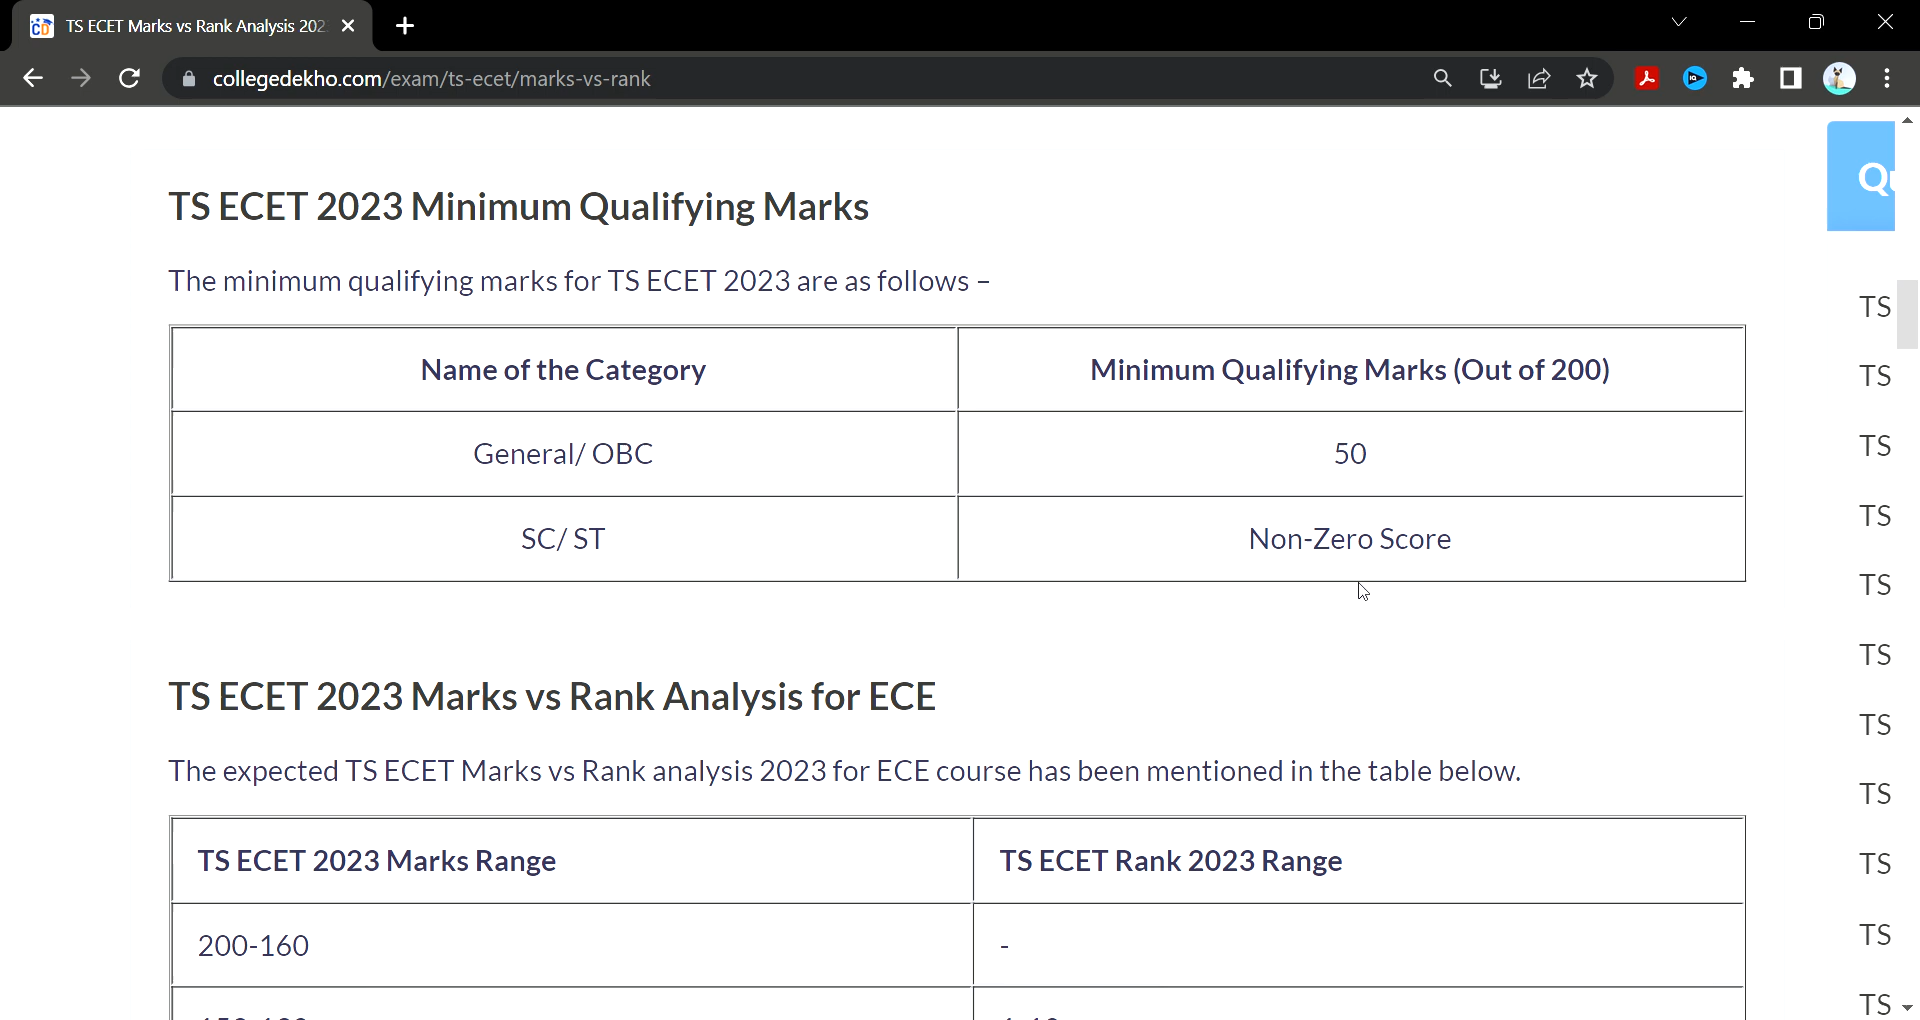 TS ECET Marks vs Rank Analysis 202
collegedekho.com/exam/ts-ecet/marks-vs-rank
TS ECET 2023 Minimum Qualifying Marks
The minimum qualifying marks for TS ECET 2023 are as follows –
Name of the Category
Minimum Qualifying Marks (Out of 200)
General/ OBC
50
SC/ ST
Non-Zero Score
TS ECET 2023 Marks vs Rank Analysis for ECE
The expected TS ECET Marks vs Rank analysis 2023 for ECE course has been mentioned in the table below.
TS ECET 2023 Marks Range
TS ECET Rank 2023 Range
200-160
-
Qu
TS
TS
TS
TS
TS
TS
TS
TS
TS
TS
TS